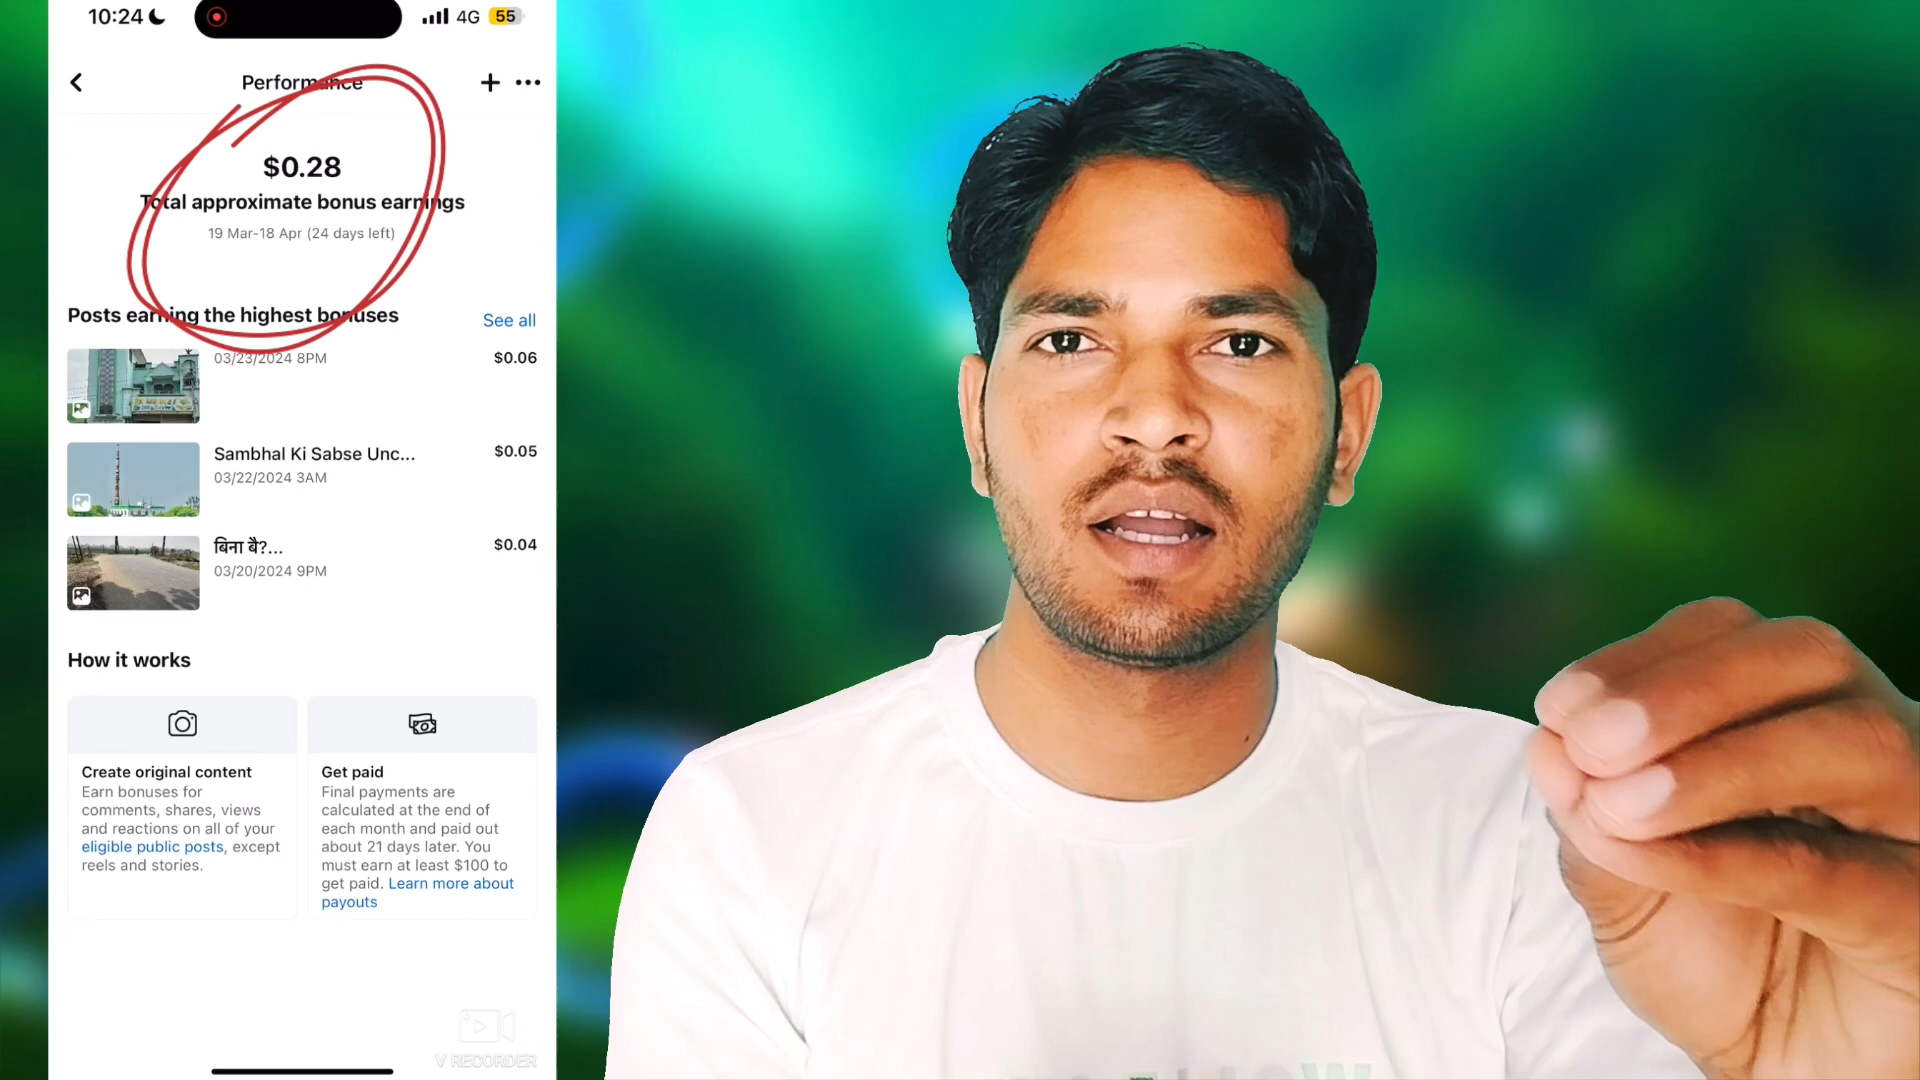 10:24
4G
55
Performance
$0.28
Total approximate bonus earnings
19 Mar-18 Apr (24 days left)
Posts earning the highest bonuses
See all
03/23/2024 8PM
$0.06
Sambhal Ki Sabse Unc...
$0.05
03/22/2024 3AM
बिना बै?...
$0.04
03/20/2024 9PM
How it works
Create original content
Earn bonuses for
comments, shares, views
and reactions on all of your
eligible public posts, except
reels and stories.
Get paid
Final payments are
calculated at the end of
each month and paid out
about 21 days later. You
must earn at least $100 to
get paid. Learn more about
payouts
V RECORDER